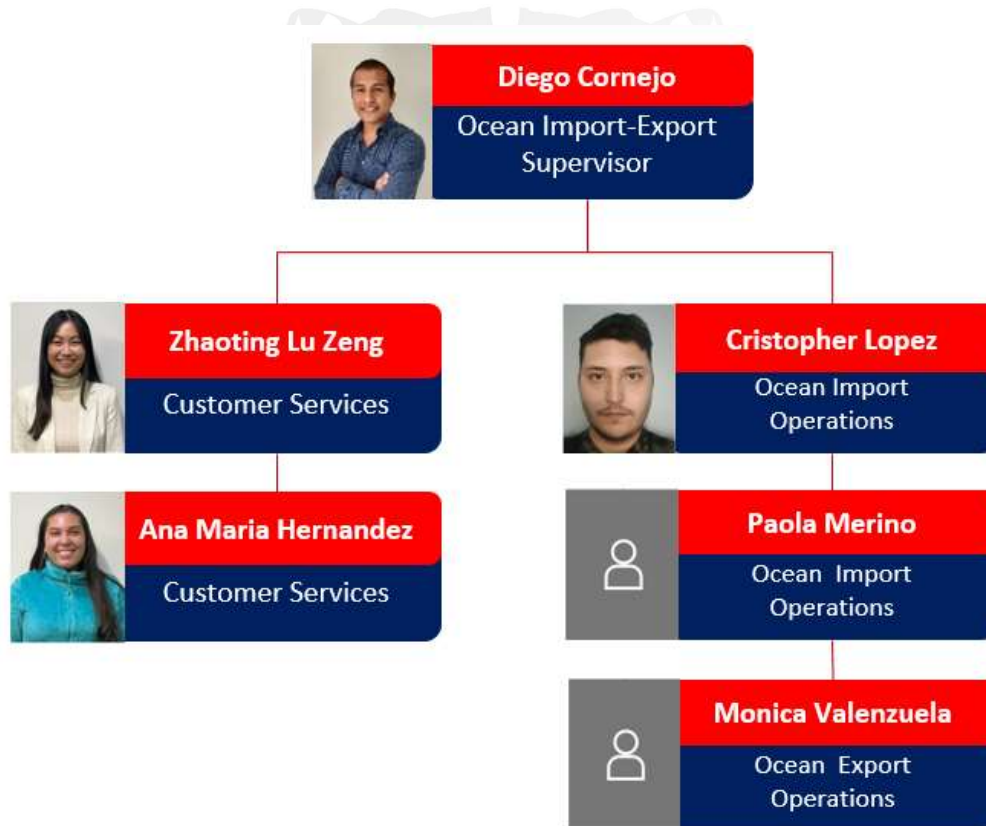 Diego Cornejo
Ocean Import-Export
Supervisor
Zhaoting Lu Zeng
Customer Services
Ana Maria Hernandez
Customer Services
Cristopher Lopez
Ocean Import
Operations
Paola Merino
Ocean Import
Operations
Monica Valenzuela
Ocean Export
Operations